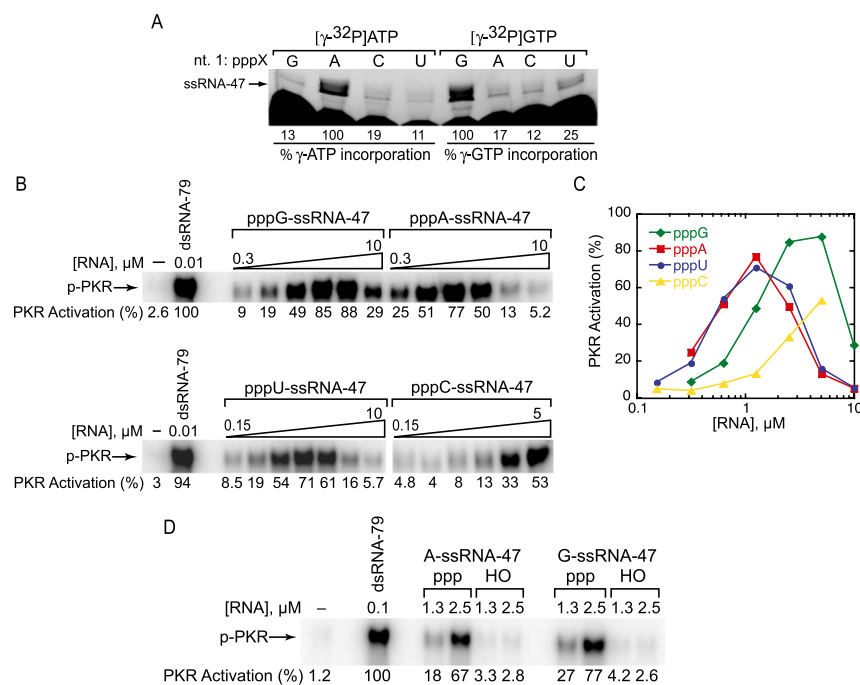 A
[γ-32P]ATP [γ-32P]GTP
nt. 1: pppX G A C U G A C U
ssRNA-47
13 100 19 11 100 17 12 25
% γ-ATP incorporation % γ-GTP incorporation
B
dsRNA-79
pppG-ssRNA-47 pppA-ssRNA-47
[RNA], µM – 0.01 0.3 10 0.3 10
p-PKR
PKR Activation (%) 2.6 100 9 19 49 85 88 29 25 51 77 50 13 5.2
dsRNA-79
pppU-ssRNA-47 pppC-ssRNA-47
[RNA], µM – 0.01 0.15 10 0.15 5
p-PKR
PKR Activation (%) 3 94 8.5 19 54 71 61 16 5.7 4.8 4 8 13 33 53
C
100
80
60
40
20
0
PKR Activation (%)
pppG
pppA
pppU
pppC
0.1 1 10
[RNA], µM
D
dsRNA-79
A-ssRNA-47 G-ssRNA-47
ppp HO ppp HO
[RNA], µM – 0.1 1.3 2.5 1.3 2.5 1.3 2.5 1.3 2.5
p-PKR
PKR Activation (%) 1.2 100 18 67 3.3 2.8 27 77 4.2 2.6